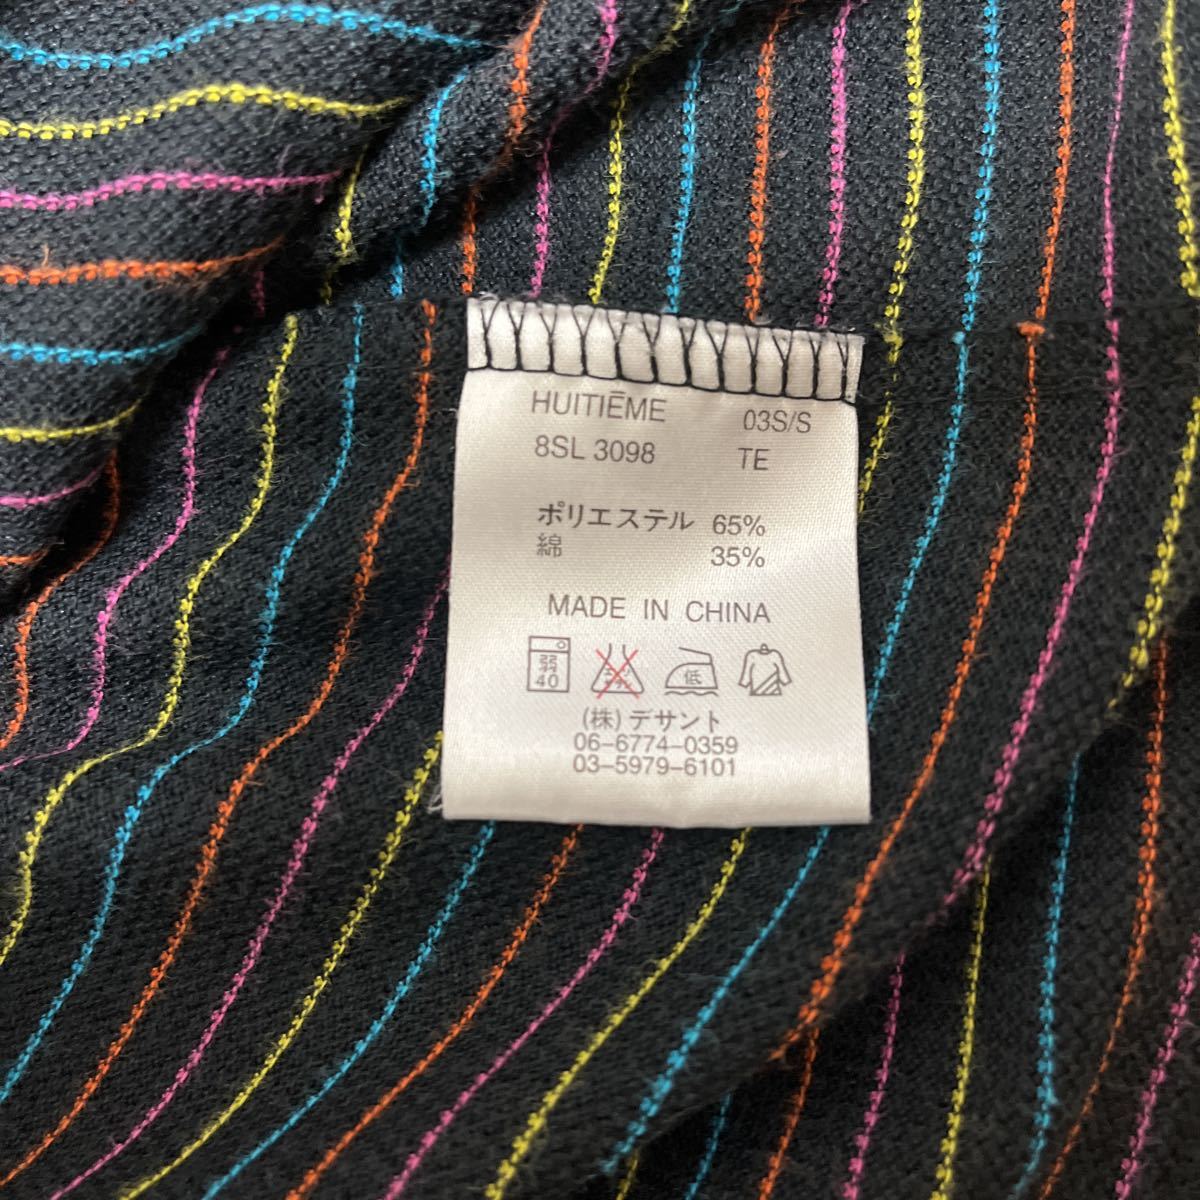 HUITIĒME 03S/S
8SL 3098 TE
ポリエステル 65%
綿 35%
MADE IN CHINA
弱 40 低
(株)デサント
06-6774-0359
03-5979-6101